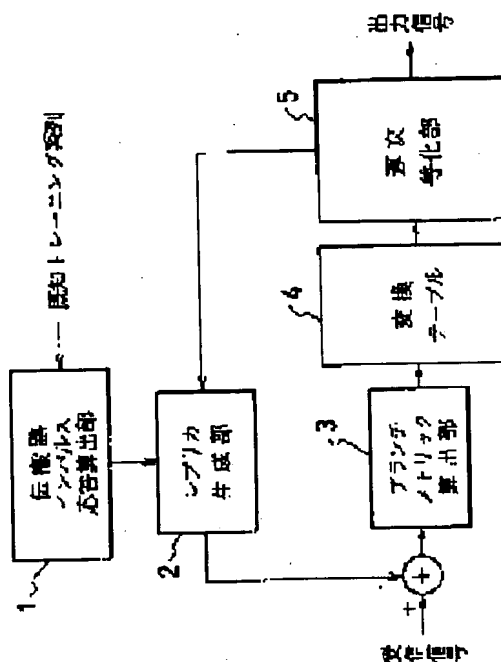 既知トレーニング系列
1
伝搬路
インパルス
応答算出部
2
レプリカ
生成部
受信信号
+
+
3
ブランチ
メトリック
算出部
4
変換
テーブル
5
等化部
出力信号